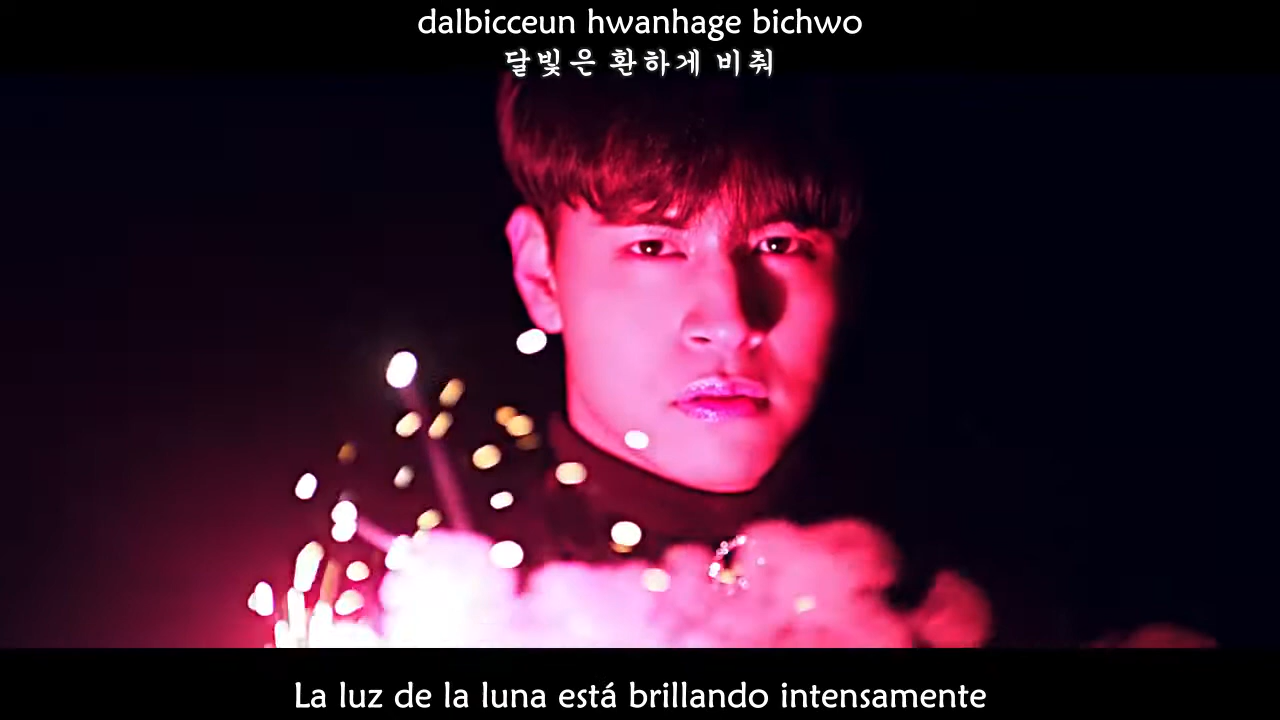 dalbicceun hwanhage bichwo
달빛은 환하게 비춰
La luz de la luna está brillando intensamente